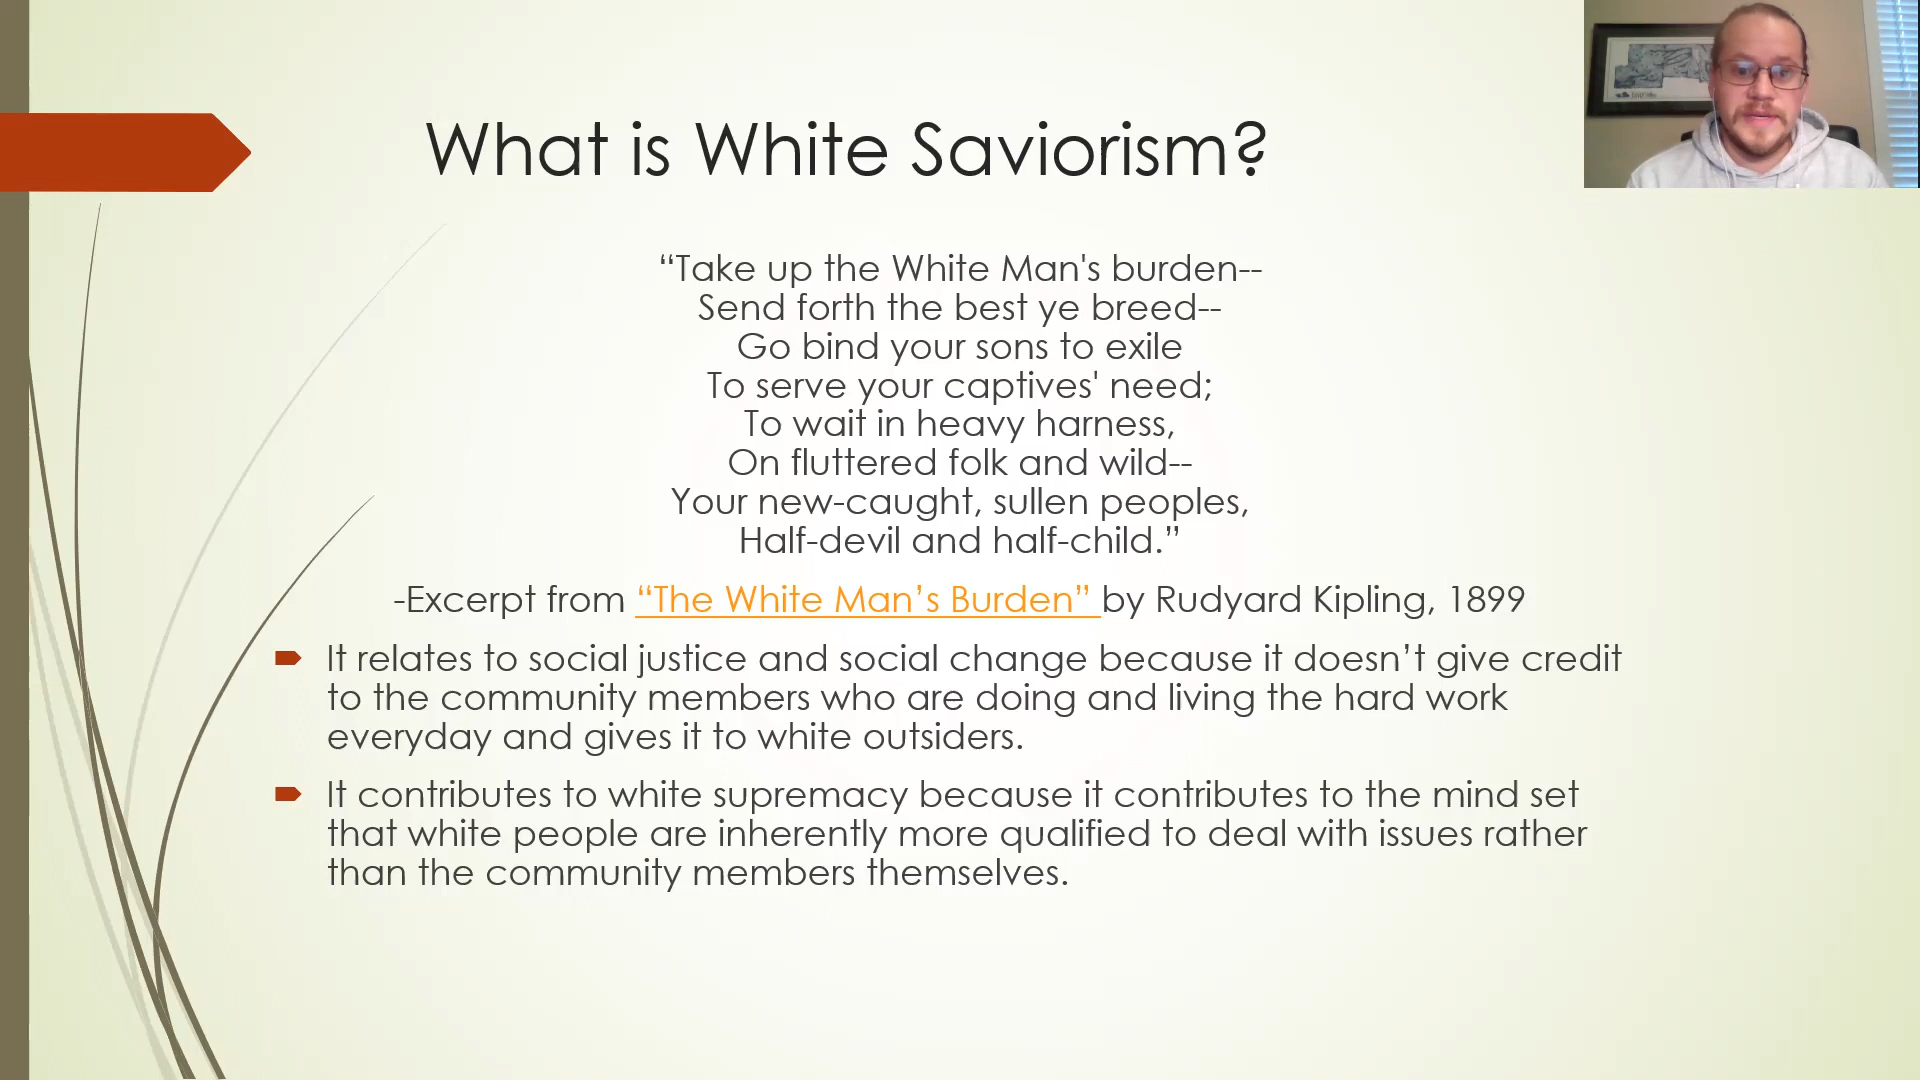 What is White Saviorism?
“Take up the White Man's burden--
Send forth the best ye breed--
Go bind your sons to exile
To serve your captives' need;
To wait in heavy harness,
On fluttered folk and wild--
Your new-caught, sullen peoples,
Half-devil and half-child.”
-Excerpt from “The White Man’s Burden” by Rudyard Kipling, 1899
It relates to social justice and social change because it doesn’t give credit
to the community members who are doing and living the hard work
everyday and gives it to white outsiders.
It contributes to white supremacy because it contributes to the mind set
that white people are inherently more qualified to deal with issues rather
than the community members themselves.